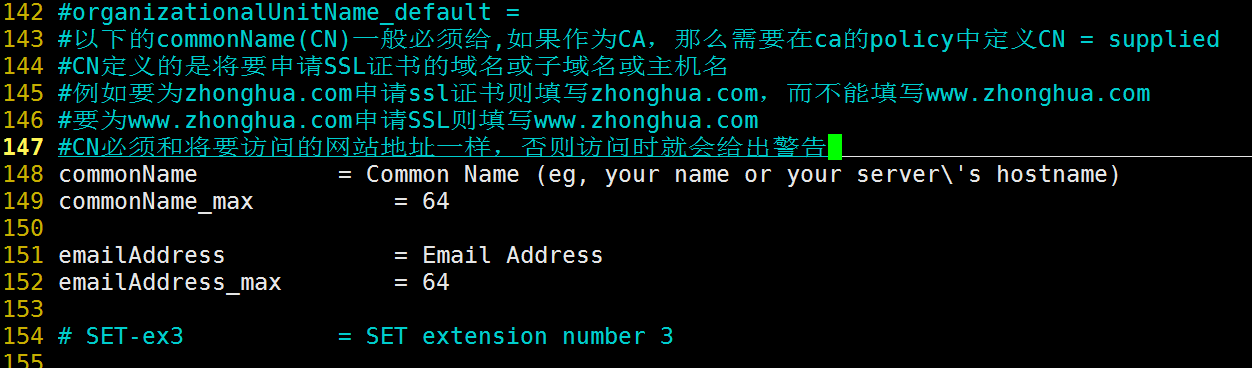 142 #organizationalUnitName_default =
143 #以下的commonName(CN)一般必须给,如果作为CA，那么需要在ca的policy中定义CN = supplied
144 #CN定义的是将要申请SSL证书的域名或子域名或主机名
145 #例如要为zhonghua.com申请ssl证书则填写zhonghua.com，而不能填写www.zhonghua.com
146 #要为www.zhonghua.com申请SSL则填写www.zhonghua.com
147 #CN必须和将要访问的网站地址一样，否则访问时就会给出警告
148 commonName = Common Name (eg, your name or your server\'s hostname)
149 commonName_max = 64
150
151 emailAddress = Email Address
152 emailAddress_max = 64
153
154 # SET-ex3 = SET extension number 3
155